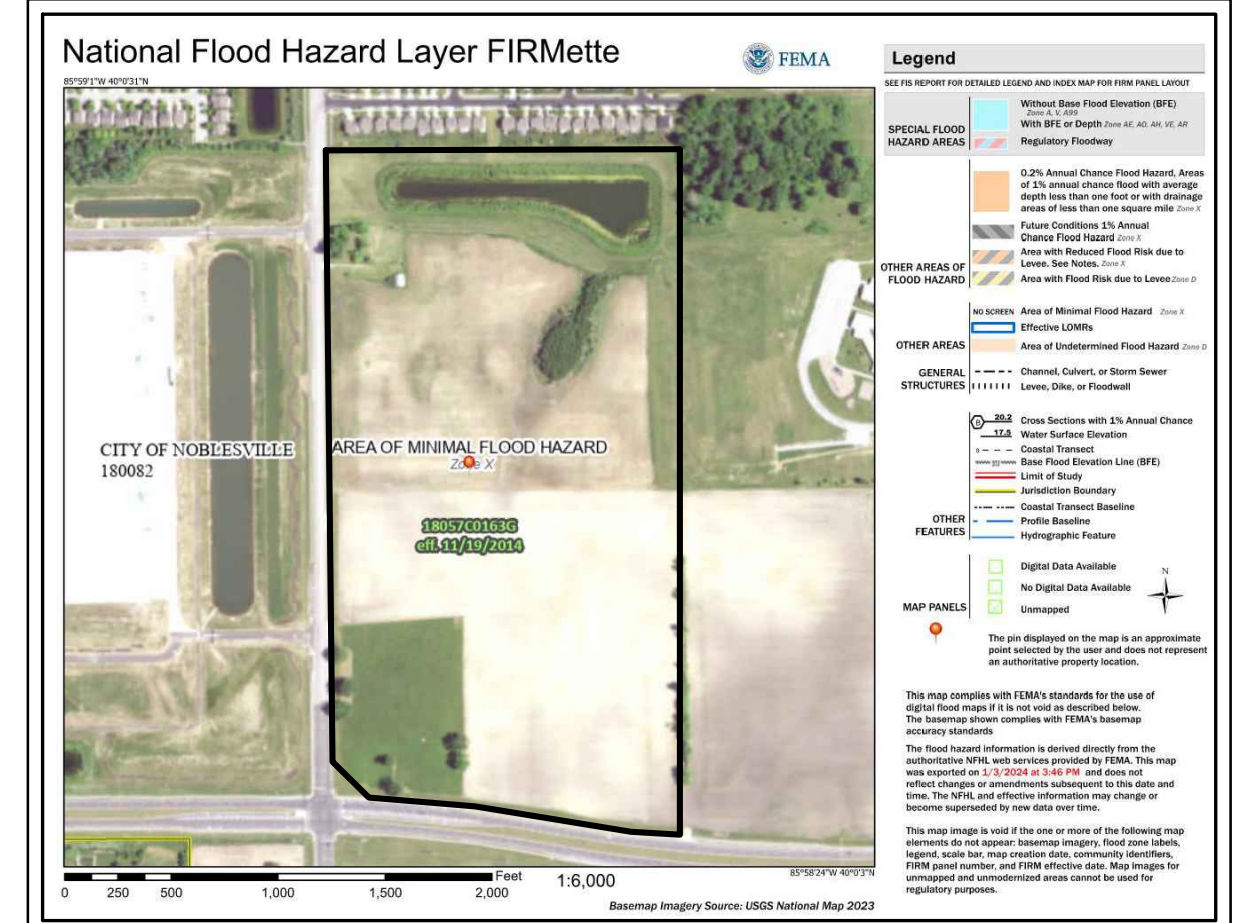 National Flood Hazard Layer FIRMette
FEMA
85°59'1"W 40°0'31"N
CITY OF NOBLESVILLE
180082
AREA OF MINIMAL FLOOD HAZARD
Zone X
18057C0163G
eff. 11/19/2014
85°58'24"W 40°0'3"N
Feet
0 250 500 1,000 1,500 2,000
1:6,000
Basemap Imagery Source: USGS National Map 2023
Legend
SEE FIS REPORT FOR DETAILED LEGEND AND INDEX MAP FOR FIRM PANEL LAYOUT
SPECIAL FLOOD
HAZARD AREAS
Without Base Flood Elevation (BFE)
Zone A, V, A99
With BFE or Depth Zone AE, AO, AH, VE, AR
Regulatory Floodway
OTHER AREAS OF
FLOOD HAZARD
0.2% Annual Chance Flood Hazard, Areas
of 1% annual chance flood with average
depth less than one foot or with drainage
areas of less than one square mile Zone X
Future Conditions 1% Annual
Chance Flood Hazard Zone X
Area with Reduced Flood Risk due to
Levee. See Notes. Zone X
Area with Flood Risk due to Levee Zone D
OTHER AREAS
NO SCREEN Area of Minimal Flood Hazard Zone X
Effective LOMRs
Area of Undetermined Flood Hazard Zone D
GENERAL
STRUCTURES
Channel, Culvert, or Storm Sewer
Levee, Dike, or Floodwall
OTHER
FEATURES
B 20.2 Cross Sections with 1% Annual Chance
17.5 Water Surface Elevation
8 Coastal Transect
Base Flood Elevation Line (BFE)
Limit of Study
Jurisdiction Boundary
Coastal Transect Baseline
Profile Baseline
Hydrographic Feature
MAP PANELS
Digital Data Available
No Digital Data Available
Unmapped
N
The pin displayed on the map is an approximate
point selected by the user and does not represent
an authoritative property location.
This map complies with FEMA's standards for the use of
digital flood maps if it is not void as described below.
The basemap shown complies with FEMA's basemap
accuracy standards
The flood hazard information is derived directly from the
authoritative NFHL web services provided by FEMA. This map
was exported on 1/3/2024 at 3:46 PM and does not
reflect changes or amendments subsequent to this date and
time. The NFHL and effective information may change or
become superseded by new data over time.
This map image is void if the one or more of the following map
elements do not appear: basemap imagery, flood zone labels,
legend, scale bar, map creation date, community identifiers,
FIRM panel number, and FIRM effective date. Map images for
unmapped and unmodernized areas cannot be used for
regulatory purposes.